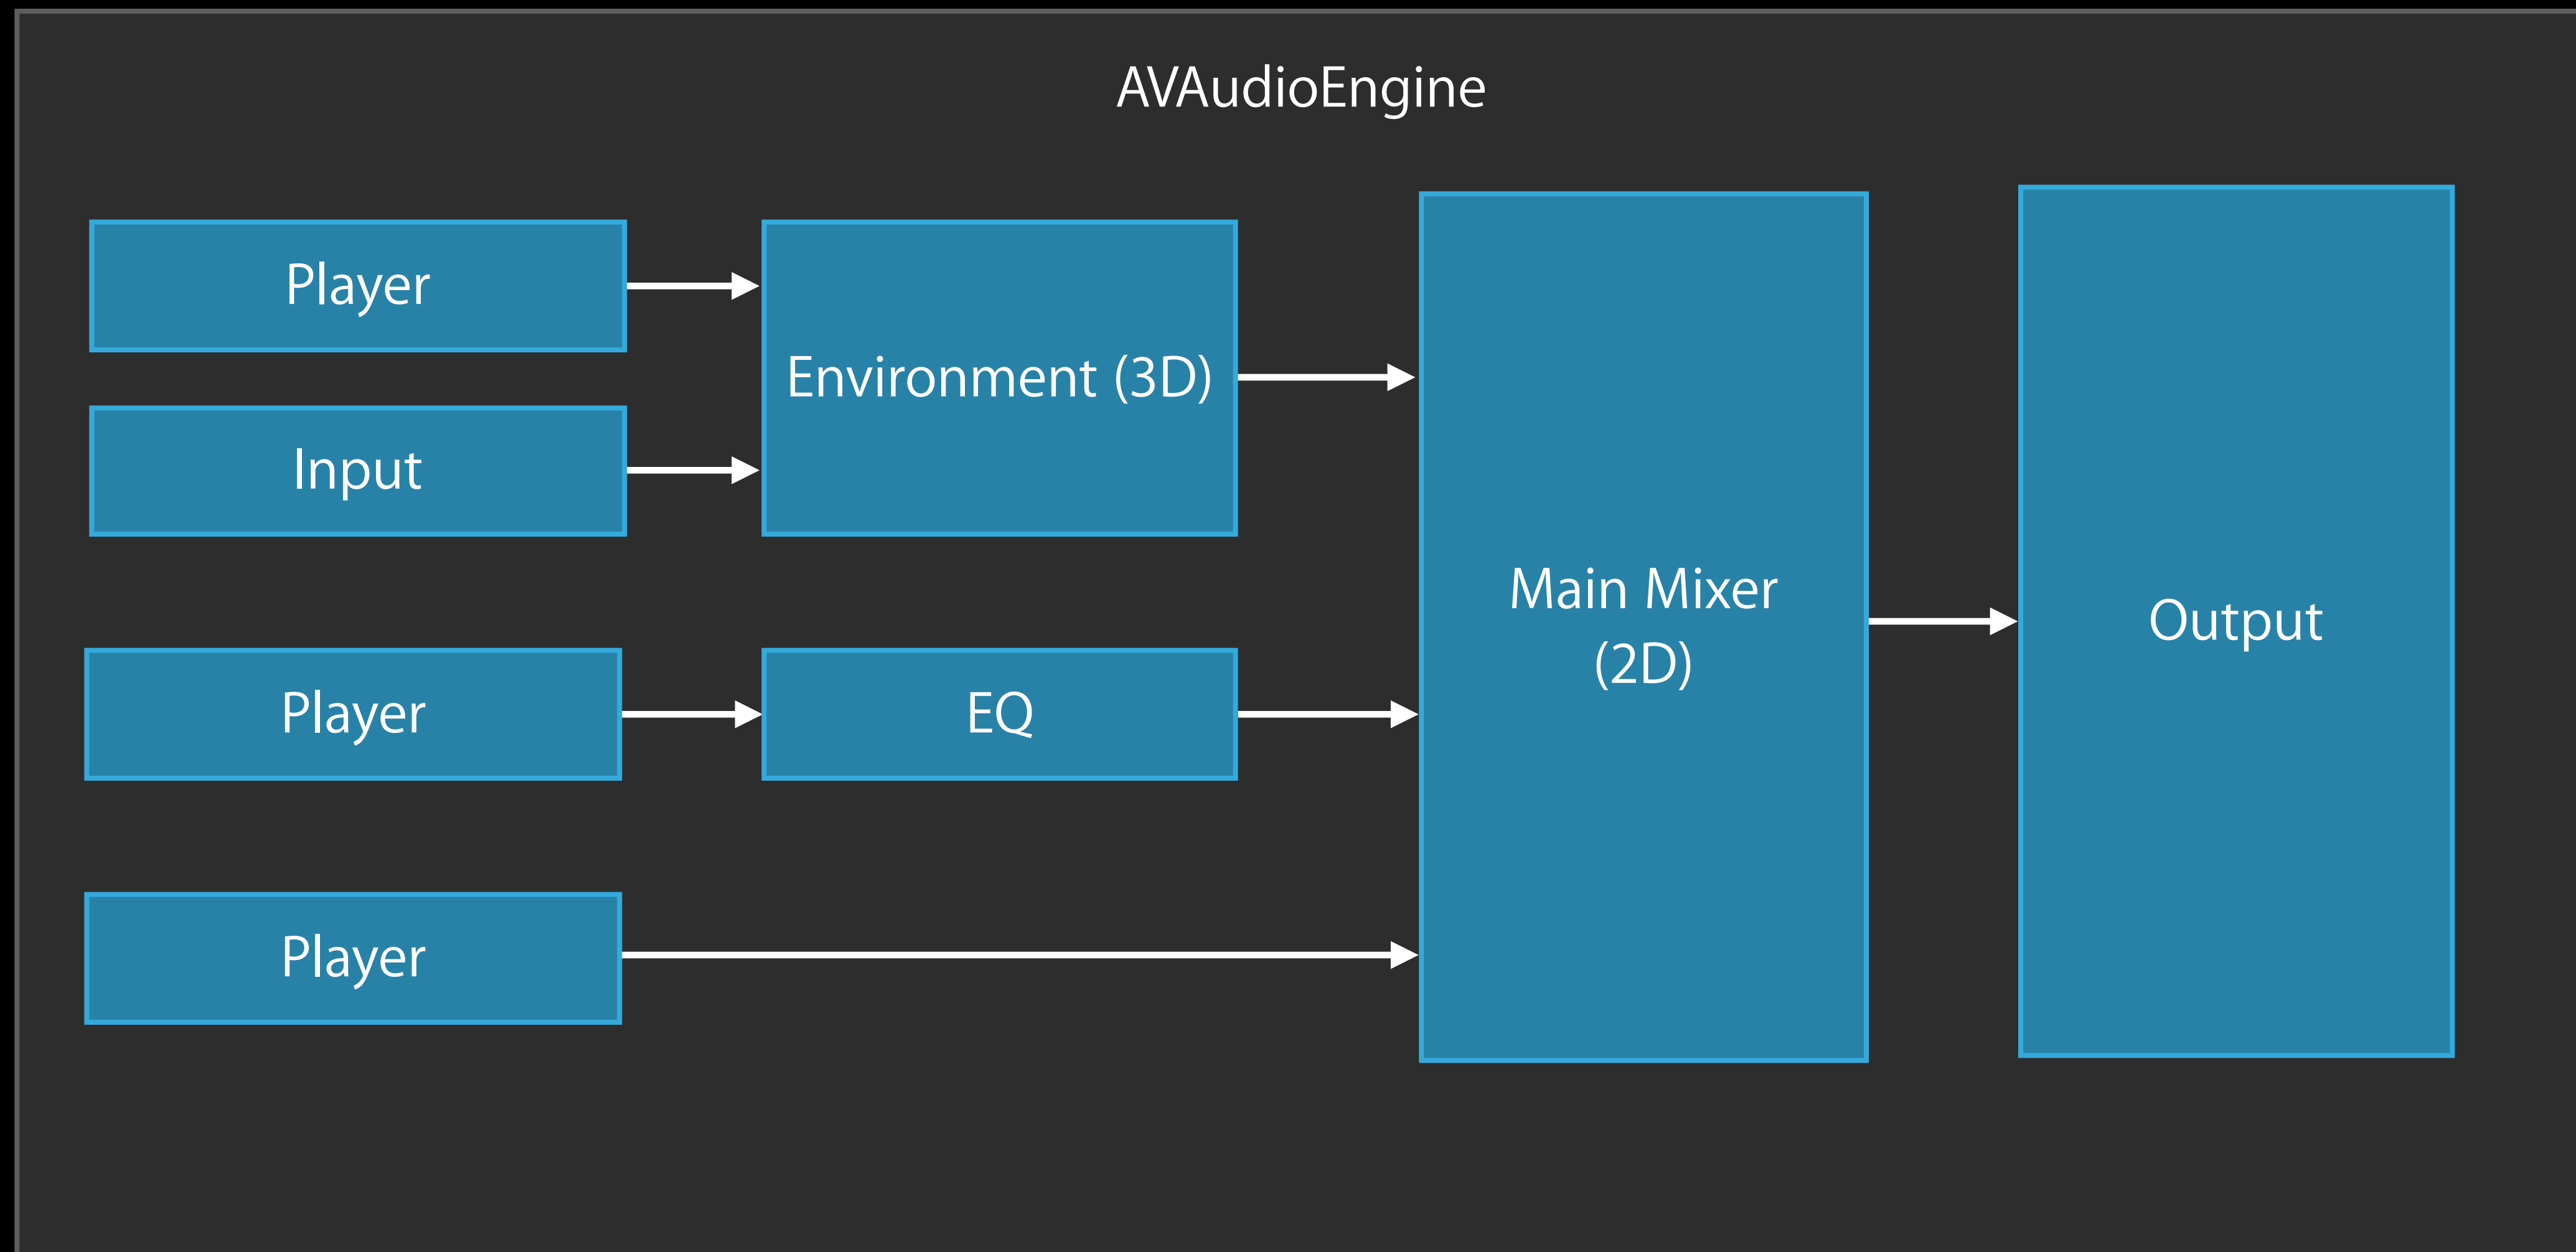 AVAudioEngine
Player
Environment (3D)
Input
Player
EQ
Player
Main Mixer
(2D)
Output